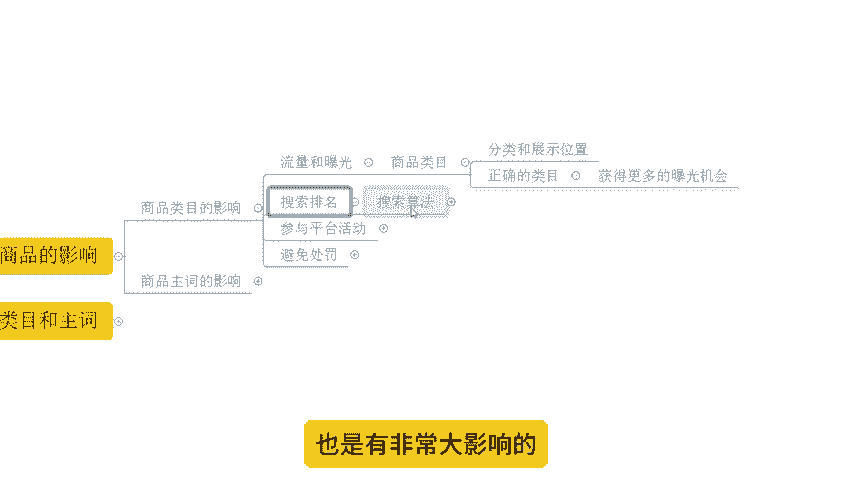 分类和展示位置
流量和曝光 商品类目
正确的类目 获得更多的曝光机会
商品类目的影响
搜索排名 搜索算法
参与平台活动
商品的影响
避免处罚
商品主词的影响
类目和主词
也是有非常大影响的